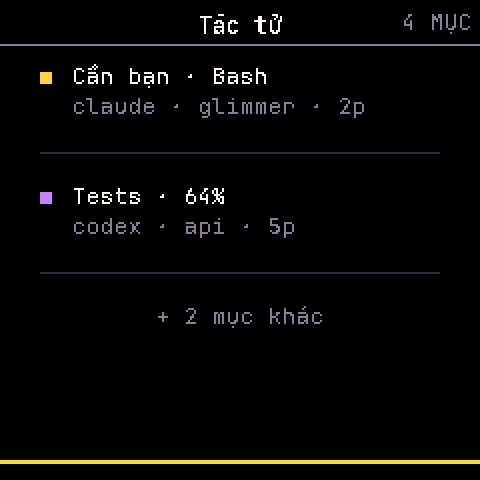 Tác tử
4 MỤC
Cần bạn · Bash
claude · glimmer · 2p
Tests · 64%
codex · api · 5p
+ 2 mục khác